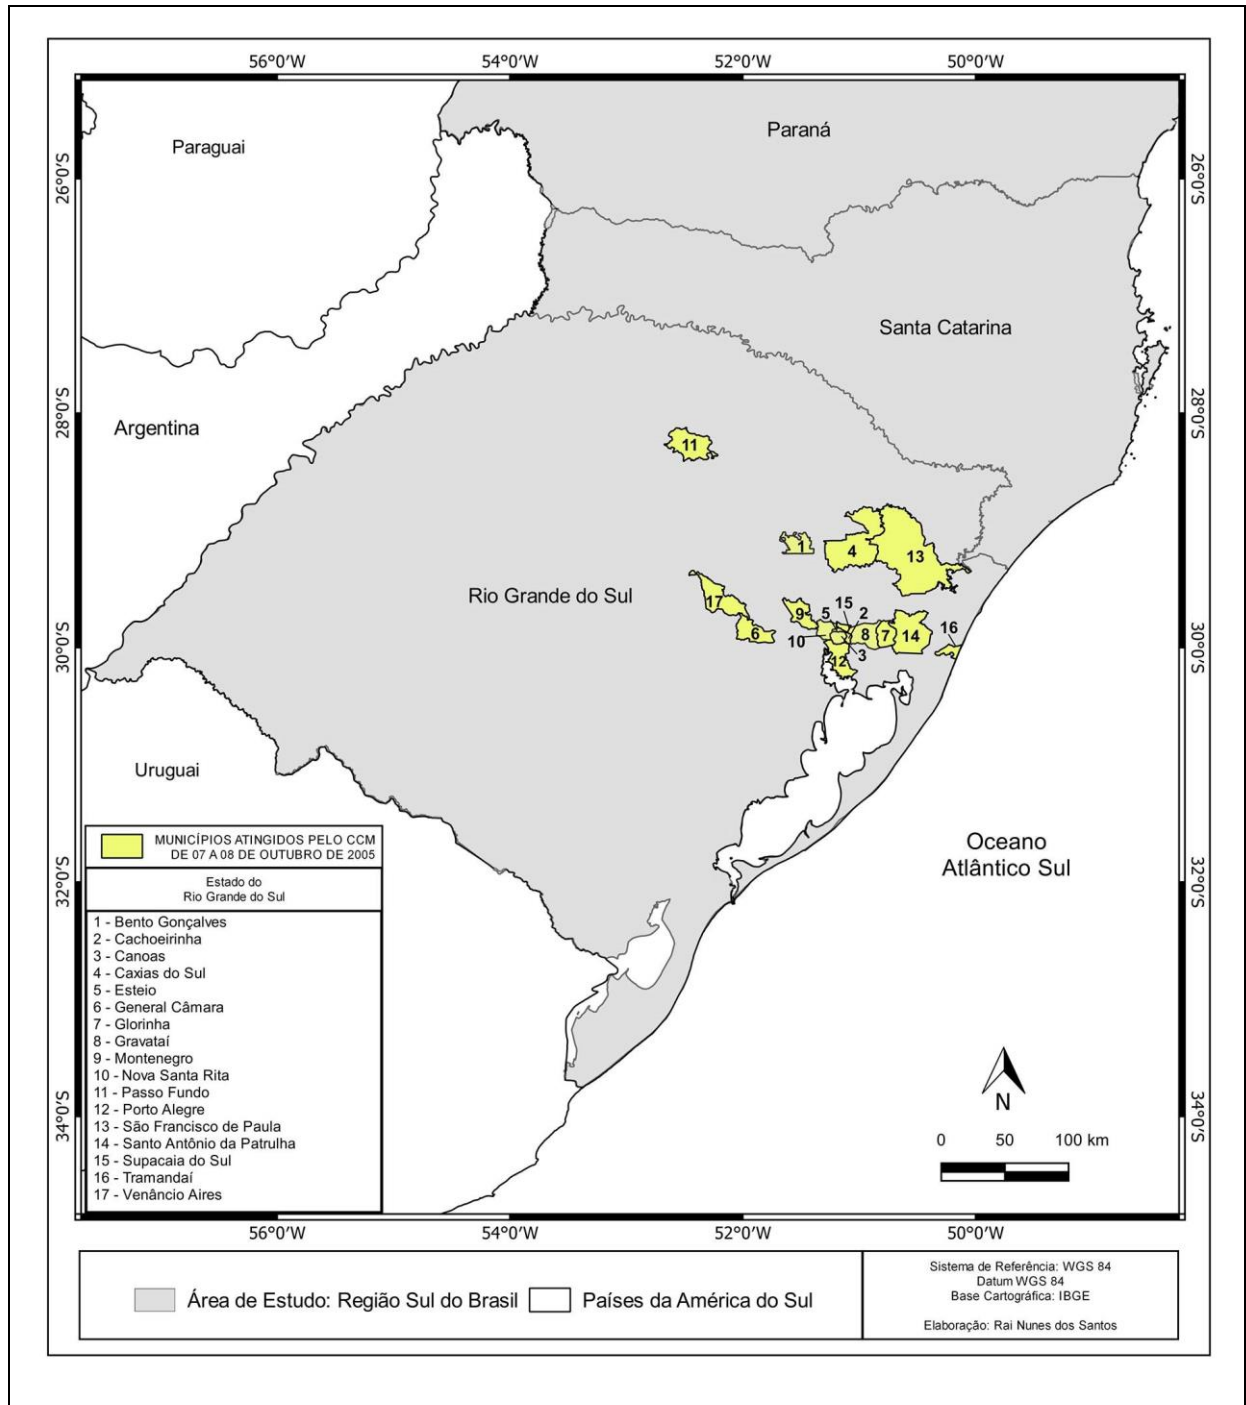 56°0'W 54°0'W 52°0'W 50°0'W
Paraná
Paraguai
26°0'S 26°0'S
Santa Catarina
28°0'S 28°0'S
Argentina
11
1 4 13
Rio Grande do Sul
17 9 5 15 2 16
6 10 8 7 14
30°0'S 30°0'S
12 3
Uruguai
Oceano
Atlântico Sul
32°0'S 32°0'S
MUNICÍPIOS ATINGIDOS PELO CCM
DE 07 A 08 DE OUTUBRO DE 2005
Estado do
Rio Grande do Sul
1 - Bento Gonçalves
2 - Cachoeirinha
3 - Canoas
4 - Caxias do Sul
5 - Esteio
6 - General Câmara
7 - Glorinha
8 - Gravataí
9 - Montenegro
10 - Nova Santa Rita
11 - Passo Fundo
12 - Porto Alegre
13 - São Francisco de Paula
14 - Santo Antônio da Patrulha
15 - Supacaia do Sul
16 - Tramandaí
17 - Venâncio Aires
34°0'S 34°0'S
N
0 50 100 km
56°0'W 54°0'W 52°0'W 50°0'W
Área de Estudo: Região Sul do Brasil
Países da América do Sul
Sistema de Referência: WGS 84
Datum WGS 84
Base Cartográfica: IBGE
Elaboração: Rai Nunes dos Santos